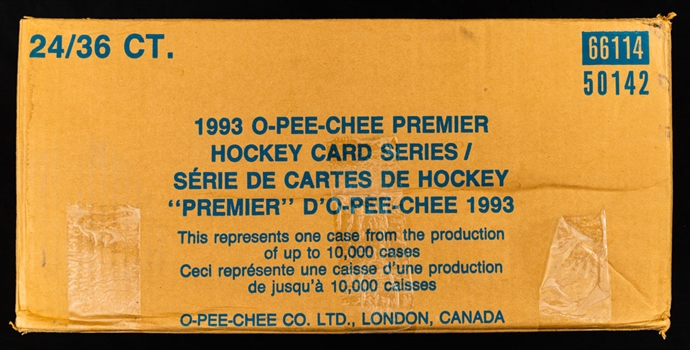 24/36 CT.
66114
50142
1993 O-PEE-CHEE PREMIER
HOCKEY CARD SERIES /
SÉRIE DE CARTES DE HOCKEY
"PREMIER" D'O-PEE-CHEE 1993
This represents one case from the production
of up to 10,000 cases
Ceci représente une caisse d'une production
de jusqu'à 10,000 caisses
O-PEE-CHEE CO. LTD., LONDON, CANADA